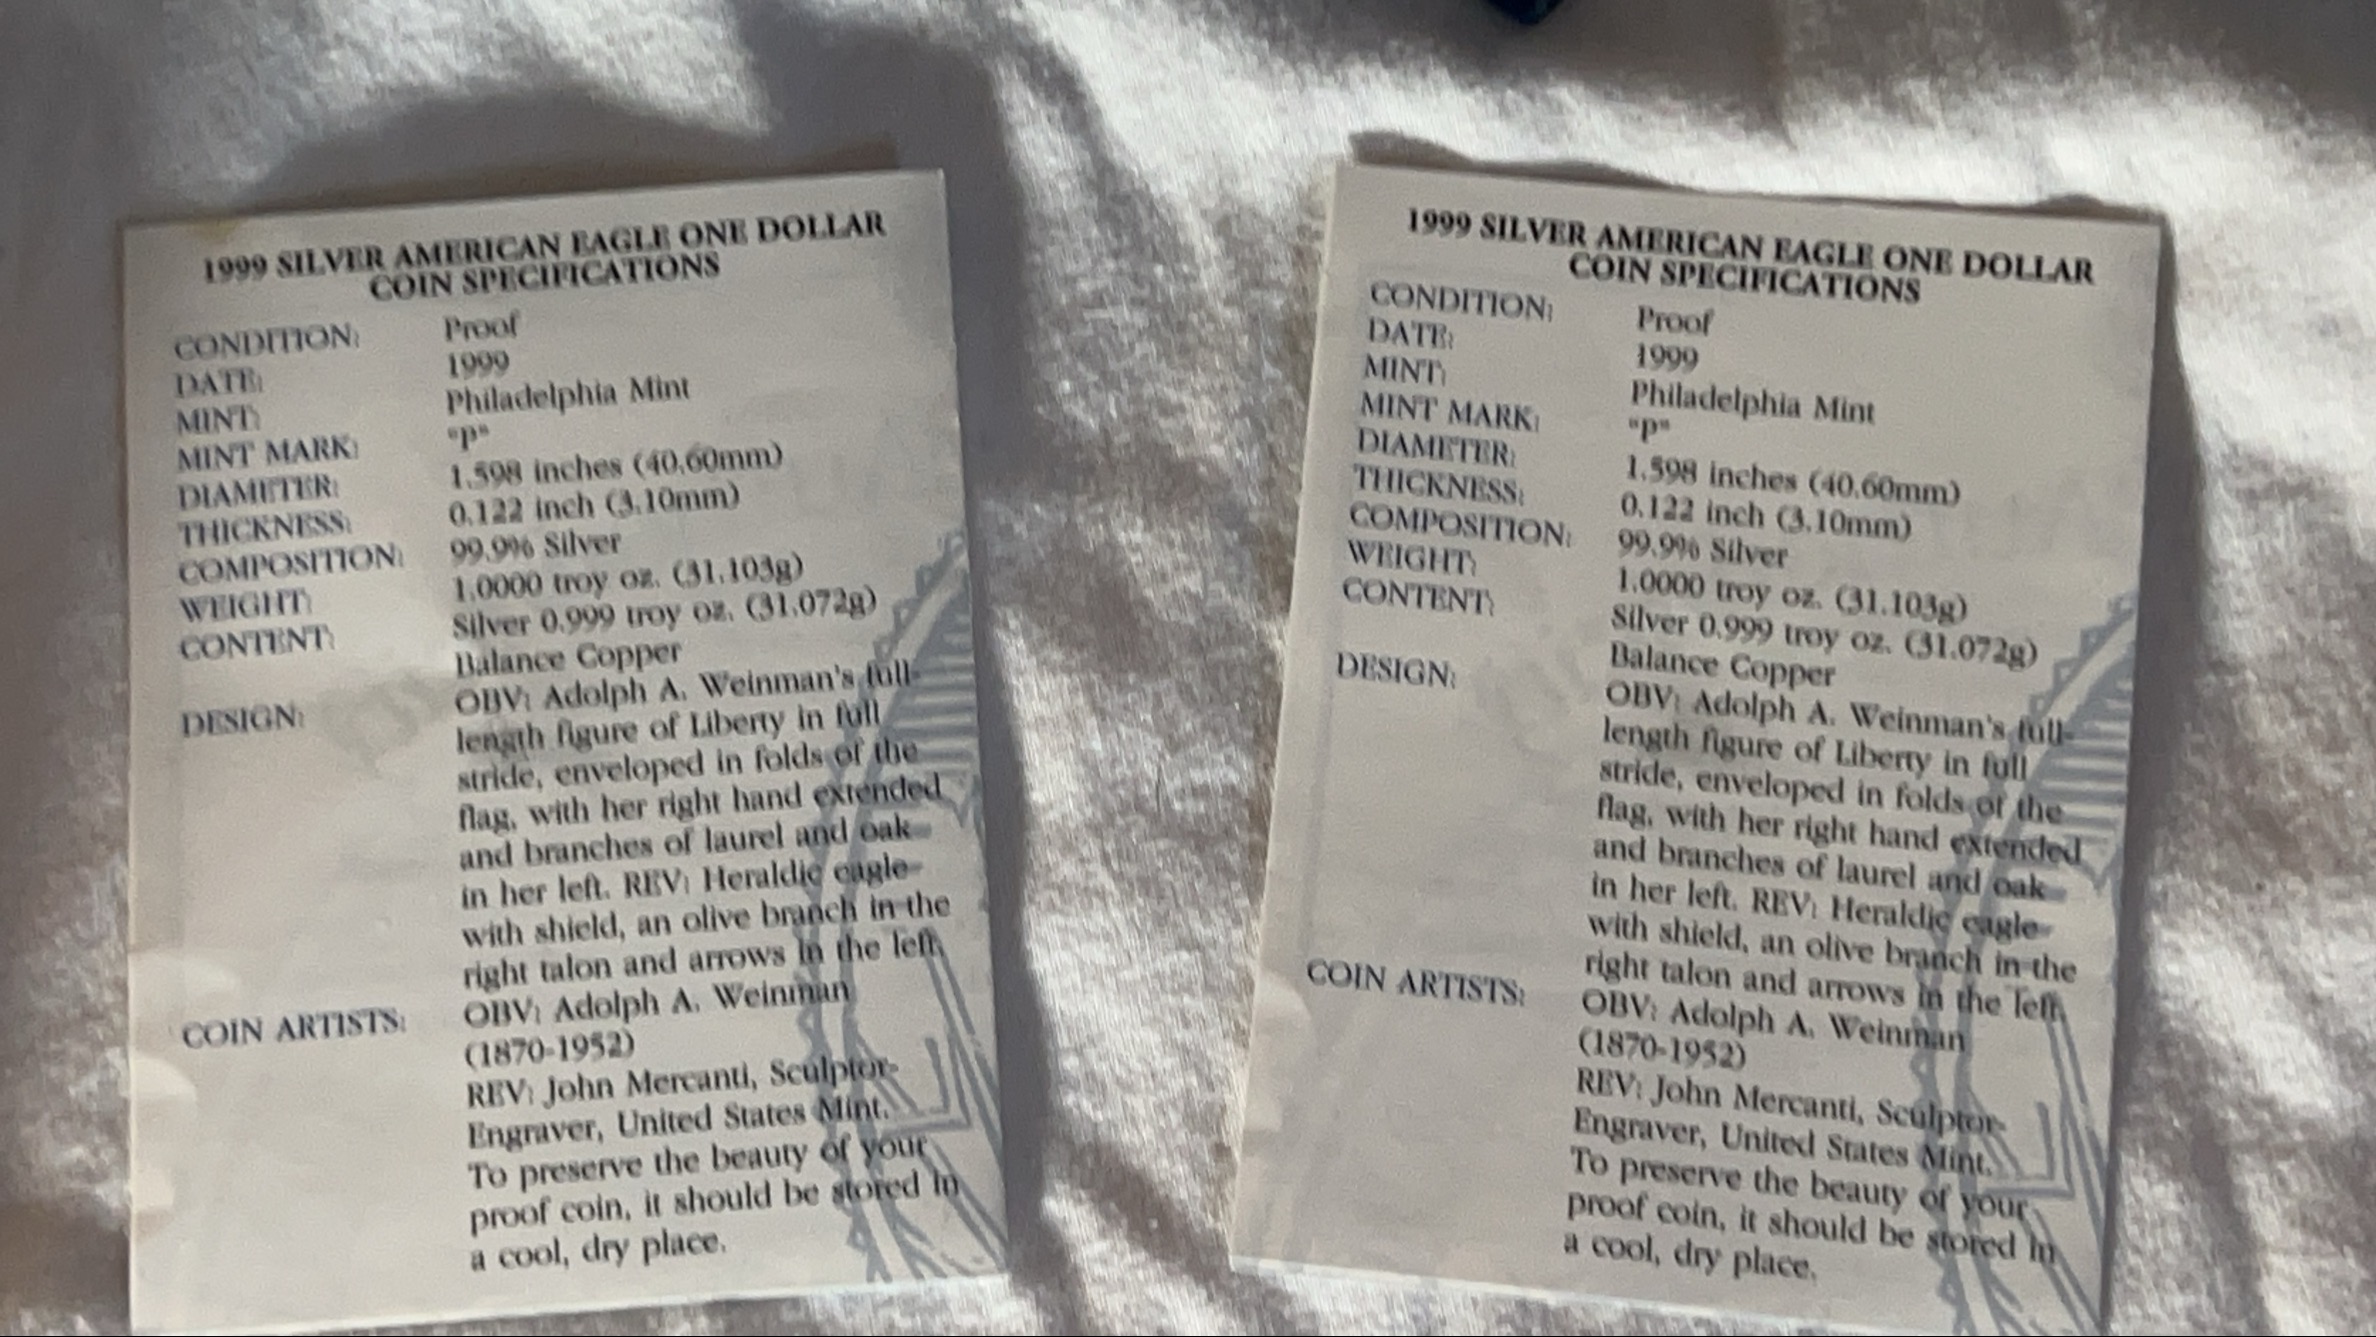 1999 SILVER AMERICAN EAGLE ONE DOLLAR
COIN SPECIFICATIONS
CONDITION: Proof
DATE: 1999
MINT: Philadelphia Mint
MINT MARK: "P"
DIAMETER: 1.598 inches (40.60mm)
THICKNESS: 0.122 inch (3.10mm)
COMPOSITION: 99.9% Silver
WEIGHT: 1.0000 troy oz. (31.103g)
CONTENT: Silver 0.999 troy oz. (31.072g)
Balance Copper
DESIGN: OBV: Adolph A. Weinman's full-
length figure of Liberty in full
stride, enveloped in folds of the
flag, with her right hand extended
and branches of laurel and oak
in her left. REV: Heraldic eagle
with shield, an olive branch in the
right talon and arrows in the left.
COIN ARTISTS: OBV: Adolph A. Weinman
(1870-1952)
REV: John Mercanti, Sculptor-
Engraver, United States Mint.
To preserve the beauty of your
proof coin, it should be stored in
a cool, dry place.
1999 SILVER AMERICAN EAGLE ONE DOLLAR
COIN SPECIFICATIONS
CONDITION: Proof
DATE: 1999
MINT: Philadelphia Mint
MINT MARK: "P"
DIAMETER: 1.598 inches (40.60mm)
THICKNESS: 0.122 inch (3.10mm)
COMPOSITION: 99.9% Silver
WEIGHT: 1.0000 troy oz. (31.103g)
CONTENT: Silver 0.999 troy oz. (31.072g)
Balance Copper
DESIGN: OBV: Adolph A. Weinman's full-
length figure of Liberty in full
stride, enveloped in folds of the
flag, with her right hand extended
and branches of laurel and oak
in her left. REV: Heraldic eagle
with shield, an olive branch in the
right talon and arrows in the left.
COIN ARTISTS: OBV: Adolph A. Weinman
(1870-1952)
REV: John Mercanti, Sculptor-
Engraver, United States Mint.
To preserve the beauty of your
proof coin, it should be stored in
a cool, dry place.